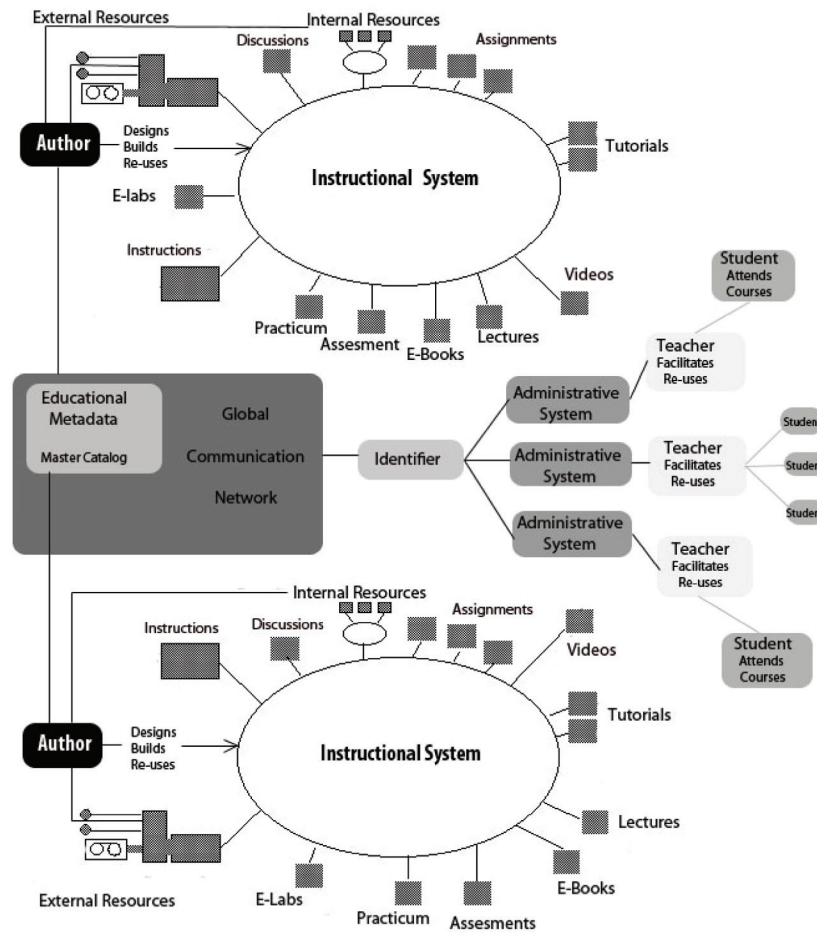 External Resources
Internal Resources
Discussions
Assignments
Author
Designs
Builds
Re-uses
Instructional System
Tutorials
E-labs
Instructions
Videos
Practicum
Assesment
E-Books
Lectures
Student
Attends
Courses
Teacher
Facilitates
Re-uses
Educational
Metadata
Master Catalog
Global
Communication
Network
Identifier
Administrative
System
Administrative
System
Administrative
System
Teacher
Facilitates
Re-uses
Student
Student
Student
Teacher
Facilitates
Re-uses
Student
Attends
Courses
Internal Resources
Instructions
Discussions
Assignments
Videos
Tutorials
Author
Designs
Builds
Re-uses
Instructional System
Lectures
E-Books
External Resources
E-Labs
Practicum
Assesments